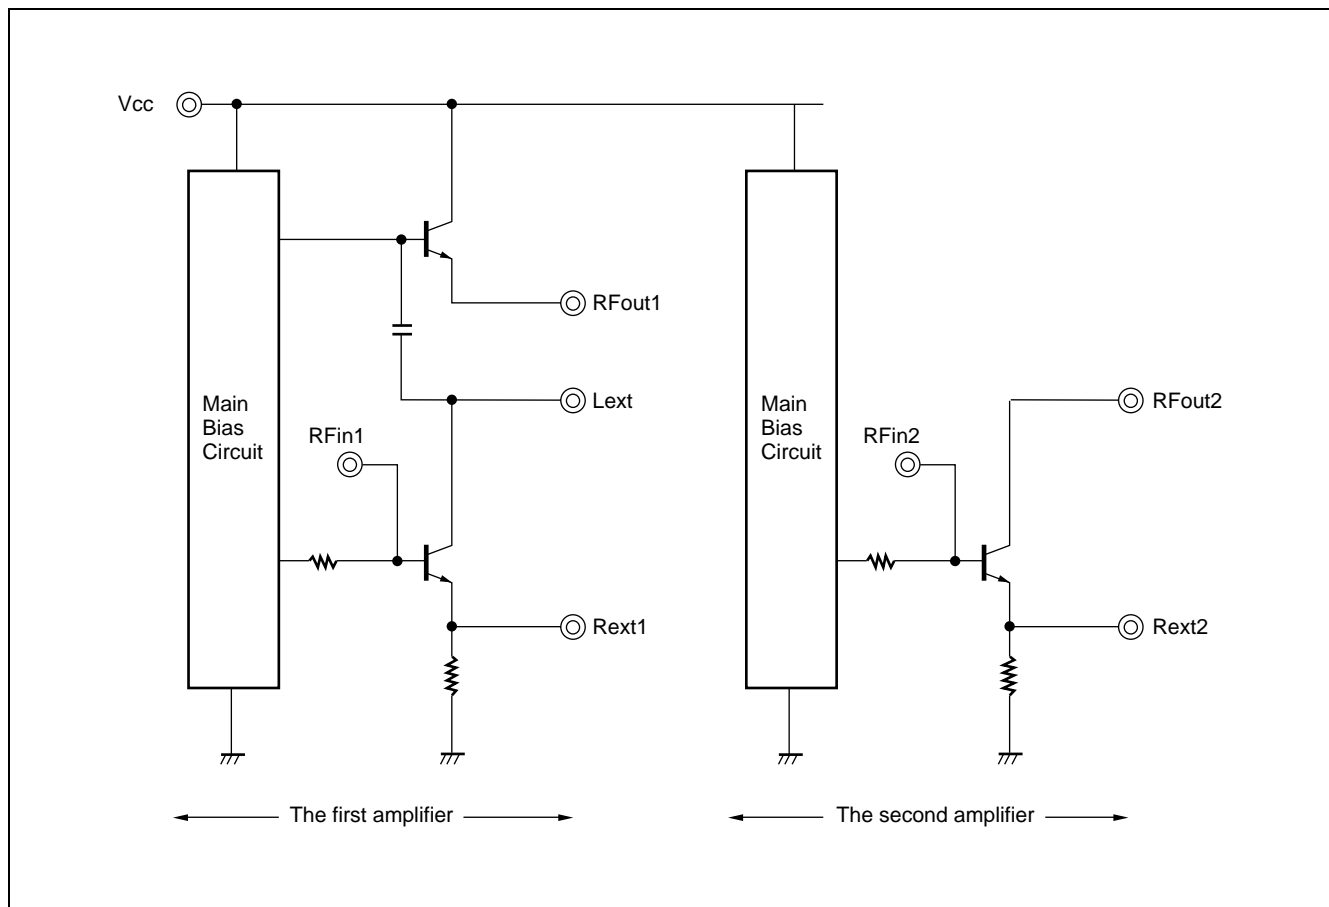 Vcc
RFout1
Main
Bias
Circuit
Lext
RFin1
Rext1
Main
Bias
Circuit
RFout2
RFin2
Rext2
The first amplifier
The second amplifier